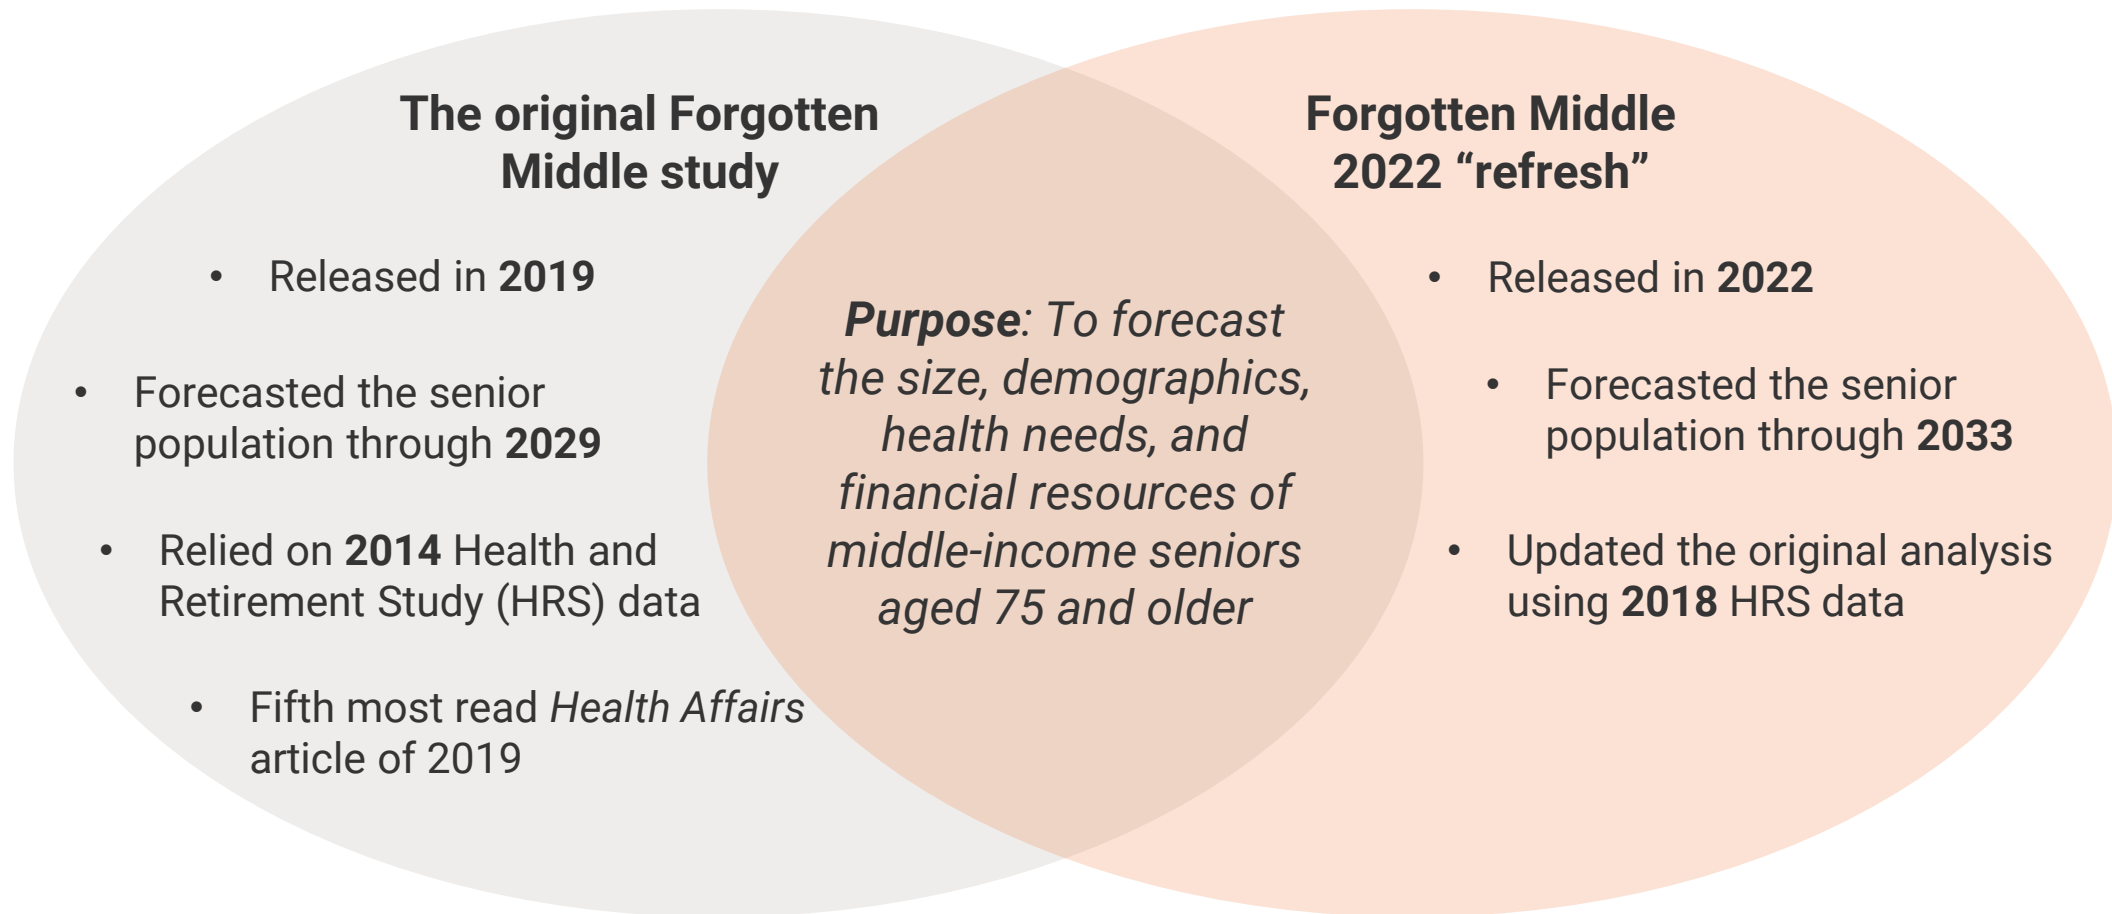 The original Forgotten
Middle study
• Released in 2019
• Forecasted the senior
population through 2029
• Relied on 2014 Health and
Retirement Study (HRS) data
• Fifth most read Health Affairs
article of 2019
Purpose: To forecast
the size, demographics,
health needs, and
financial resources of
middle-income seniors
aged 75 and older
Forgotten Middle
2022 “refresh”
• Released in 2022
• Forecasted the senior
population through 2033
• Updated the original analysis
using 2018 HRS data